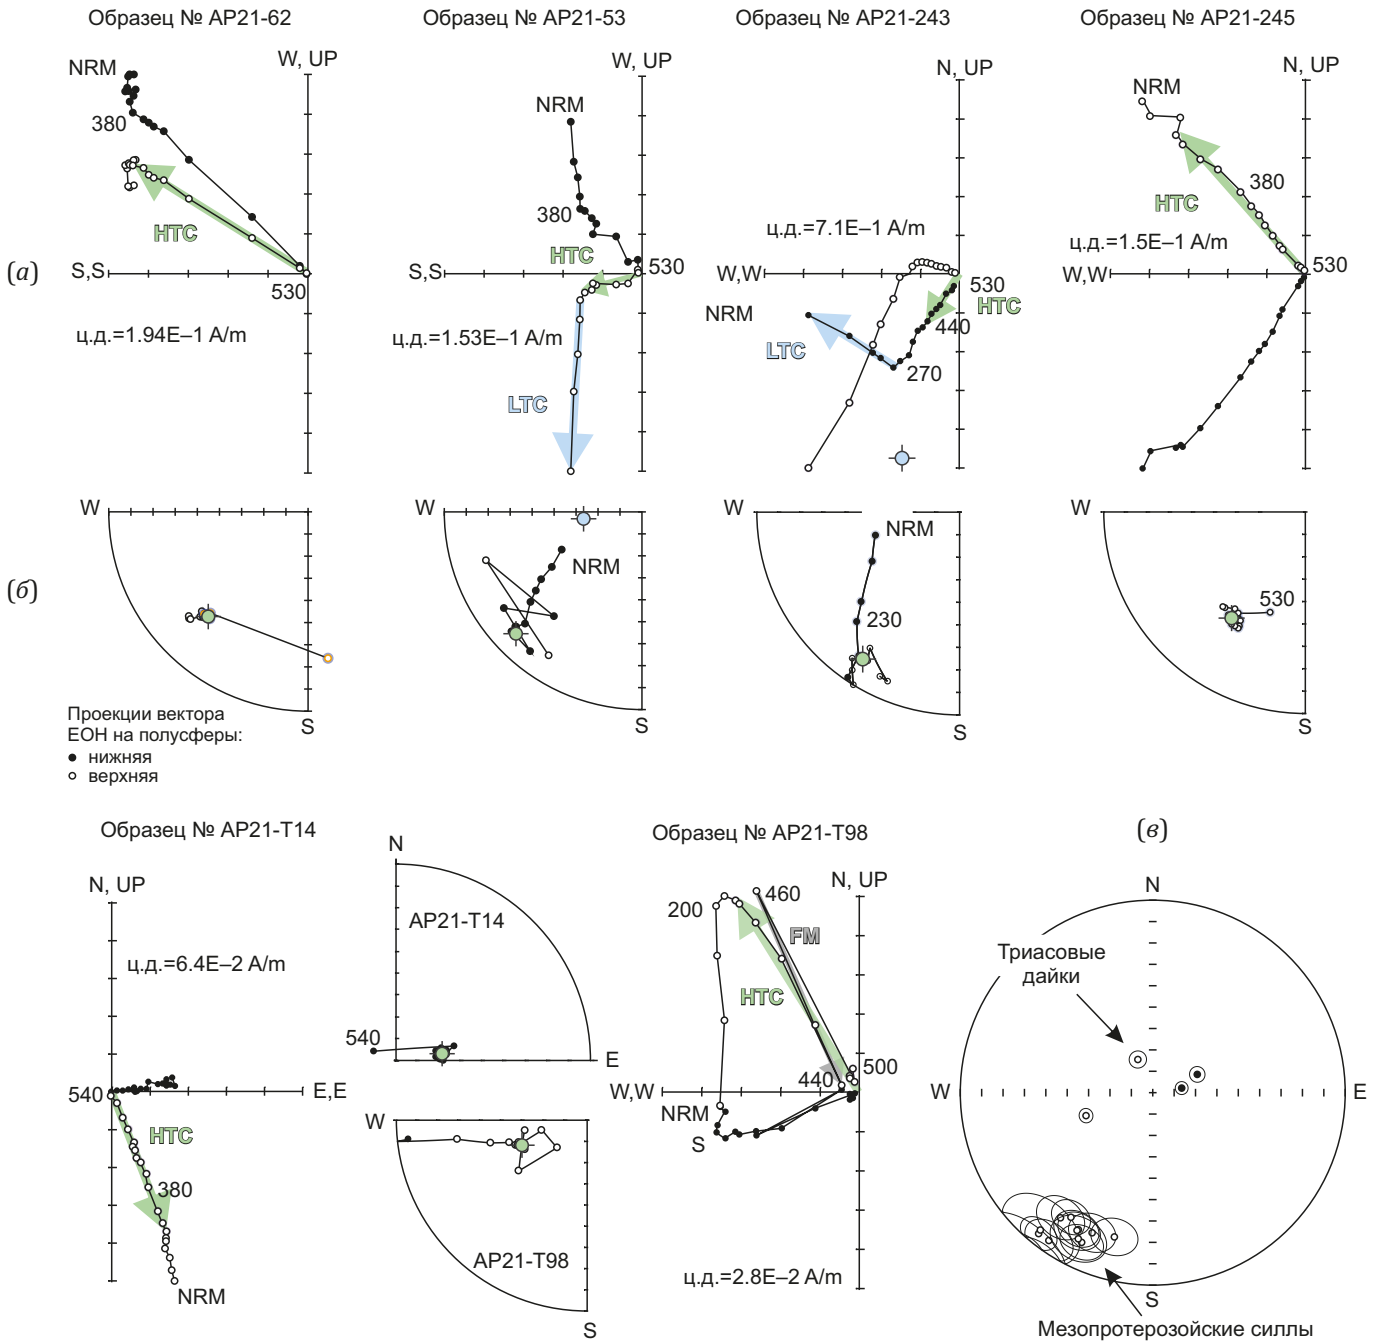 Образец № AP21-62
Образец № AP21-53
Образец № AP21-243
Образец № AP21-245
W, UP
NRM
380
HTC
S,S
530
ц.д.=1.94E–1 A/m
W, UP
NRM
380
HTC
S,S
530
ц.д.=1.53E–1 A/m
LTC
N, UP
ц.д.=7.1E–1 A/m
W,W
530
NRM
HTC
440
LTC
270
N, UP
NRM
380
HTC
ц.д.=1.5E–1 A/m
W,W
530
(а)
(б)
W
S
W
NRM
S
W
NRM
230
S
W
530
S
Проекции вектора
ЕОН на полусферы:
нижняя
верхняя
Образец № AP21-T14
N, UP
ц.д.=6.4E–2 A/m
540
E,E
HTC
380
NRM
N
AP21-T14
540
E
W
AP21-T98
S
Образец № AP21-T98
N, UP
460
200
FM
HTC
500
440
W,W
NRM
S
ц.д.=2.8E–2 A/m
(в)
N
Триасовые
дайки
W
E
S
Мезопротерозойские силлы